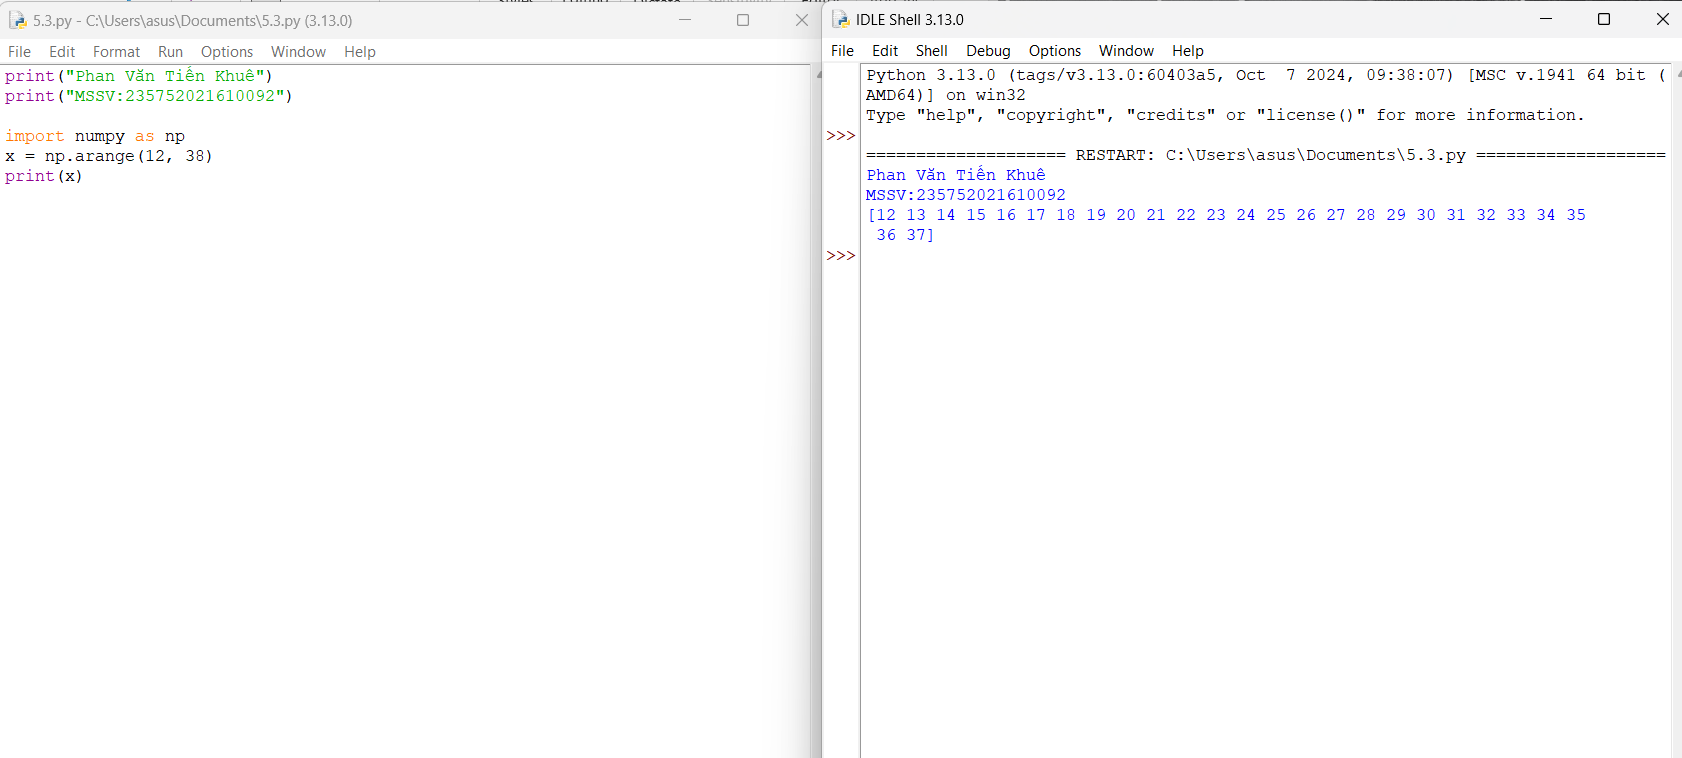 5.3.py - C:\Users\asus\Documents\5.3.py (3.13.0)
File Edit Format Run Options Window Help
print("Phan Văn Tiến Khuê")
print("MSSV:235752021610092")
import numpy as np
x = np.arange(12, 38)
print(x)
IDLE Shell 3.13.0
File Edit Shell Debug Options Window Help
Python 3.13.0 (tags/v3.13.0:60403a5, Oct  7 2024, 09:38:07) [MSC v.1941 64 bit (
AMD64)] on win32
Type "help", "copyright", "credits" or "license()" for more information.
>>>
==================== RESTART: C:\Users\asus\Documents\5.3.py ===================
Phan Văn Tiến Khuê
MSSV:235752021610092
[12 13 14 15 16 17 18 19 20 21 22 23 24 25 26 27 28 29 30 31 32 33 34 35
 36 37]
>>>